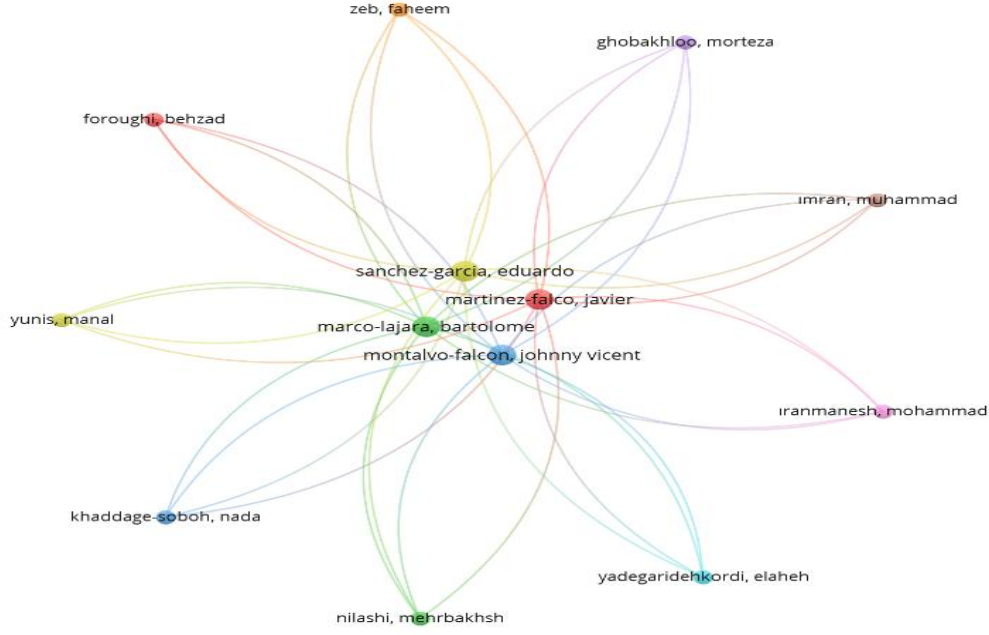 zeb, faheem
ghobakhloo, morteza
foroughi, behzad
ımran, muhammad
sanchez-garcia, eduardo
martinez-falco, javier
yunis, manal
marco-lajara, bartolome
montalvo-falcon, johnny vicent
ıranmanesh, mohammad
khaddage-soboh, nada
yadegaridehkordi, elaheh
nilashi, mehrbakhsh